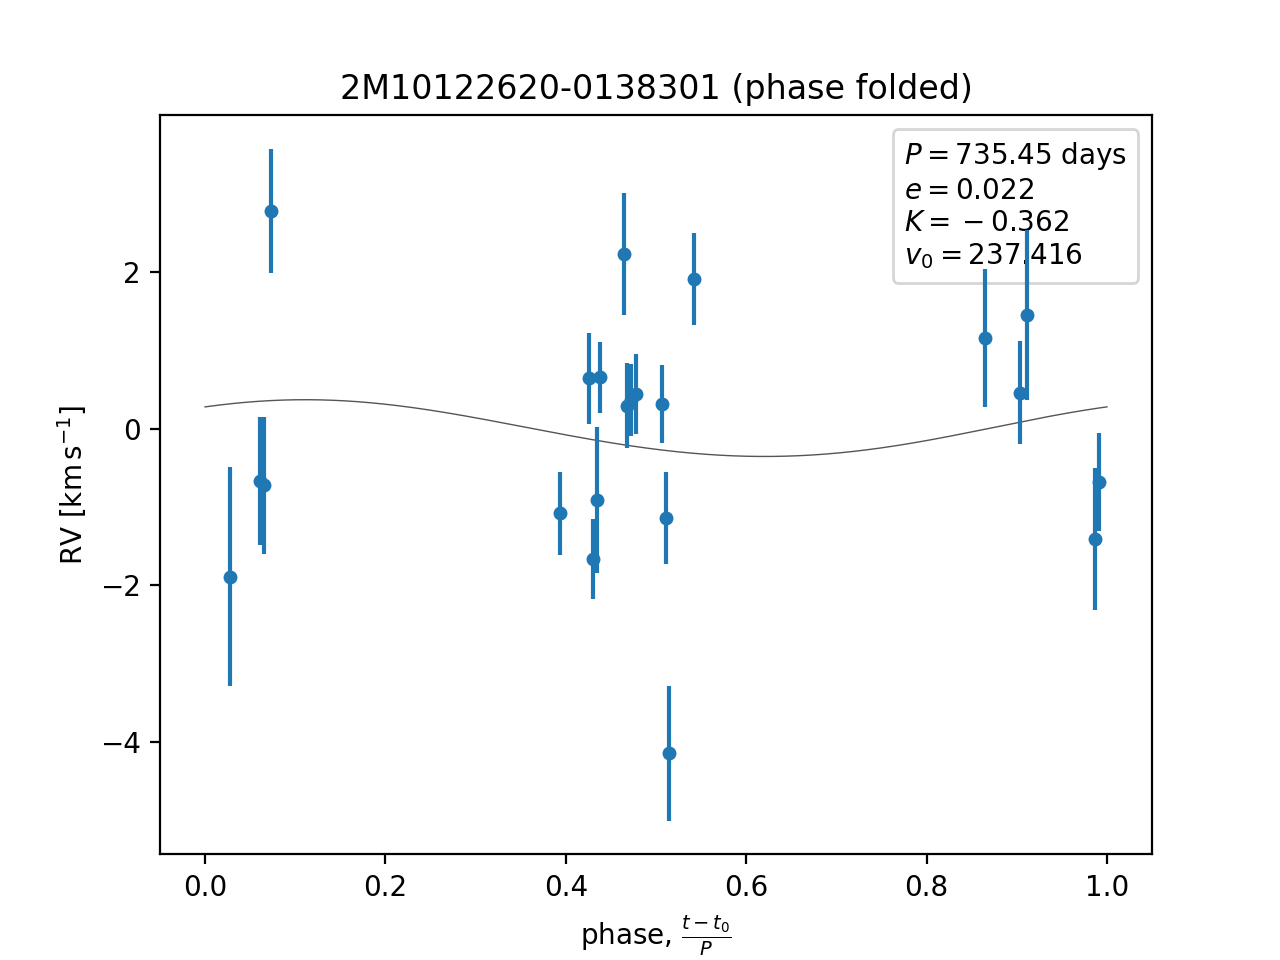 2M10122620-0138301 (phase folded)
P = 735.45 days
e = 0.022
K = −0.362
v₀ = 237.416
RV [km s⁻¹]
2
0
−2
−4
0.0 0.2 0.4 0.6 0.8 1.0
phase, (t − t₀)/P